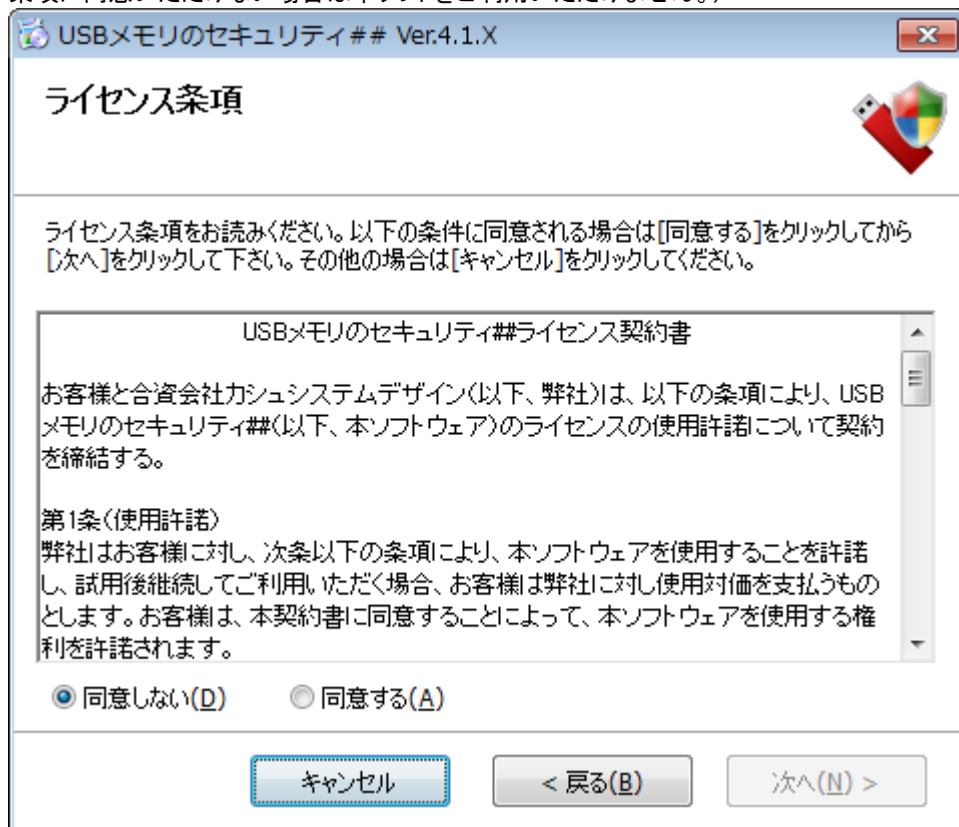 USBメモリのセキュリティ## Ver.4.1.X
ライセンス条項
ライセンス条項をお読みください。以下の条件に同意される場合は[同意する]をクリックしてから
[次へ]をクリックして下さい。その他の場合は[キャンセル]をクリックしてください。
USBメモリのセキュリティ##ライセンス契約書
お客様と合資会社カシュシステムデザイン(以下、弊社)は、以下の条項により、USB
メモリのセキュリティ##(以下、本ソフトウェア)のライセンスの使用許諾について契約
を締結する。
第1条(使用許諾)
弊社はお客様に対し、次条以下の条項により、本ソフトウェアを使用することを許諾
し、試用後継続してご利用いただく場合、お客様は弊社に対し使用対価を支払うもの
とします。お客様は、本契約書に同意することによって、本ソフトウェアを使用する権
利を許諾されます。
同意しない(D) 同意する(A)
キャンセル < 戻る(B) 次へ(N) >